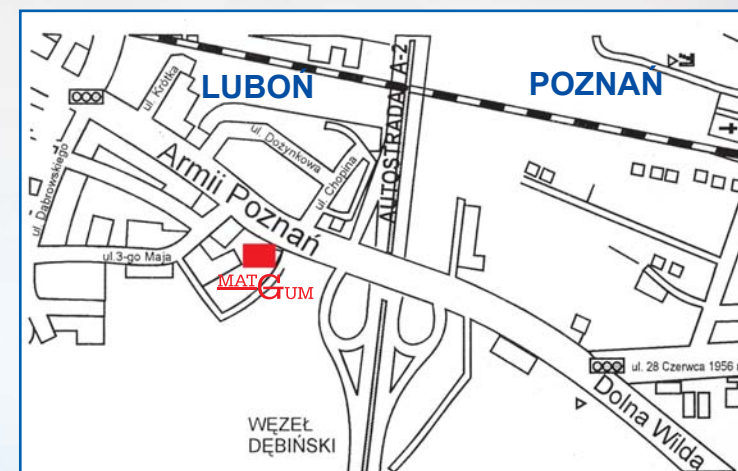 LUBOŃ
POZNAŃ
AUTOSTRADA A-2
ul. Krótka
ul. Dożynkowa
ul. Chopina
ul. Dąbrowskiego
Armii Poznań
ul.3-go Maja
MATGUM
ul. 28 Czerwca 1956 r
Dolna Wilda
WĘZEŁ
DĘBIŃSKI